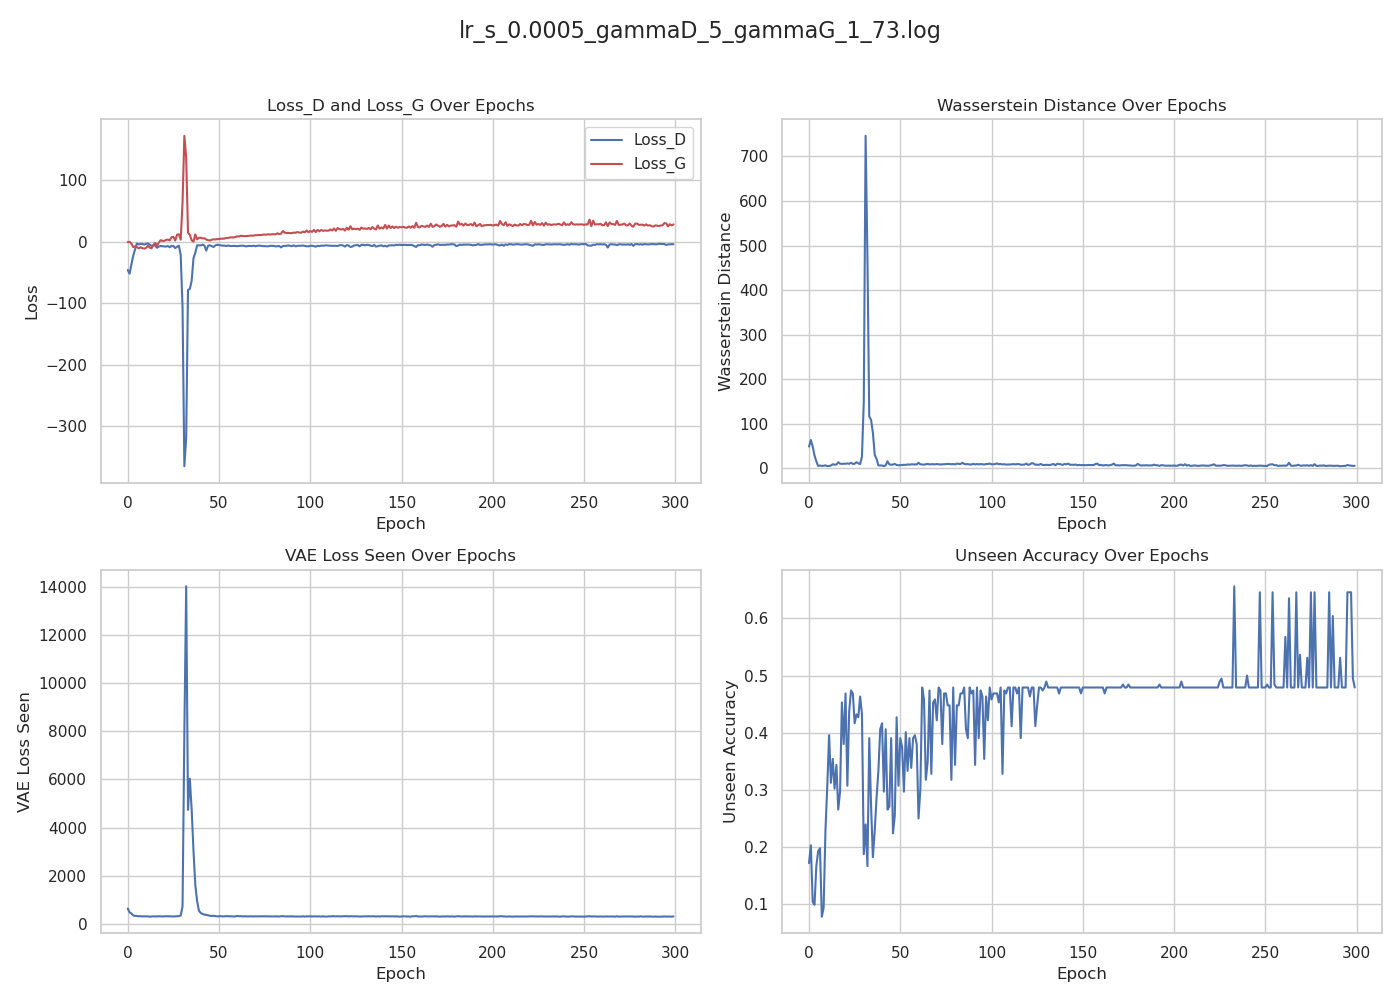 lr_s_0.0005_gammaD_5_gammaG_1_73.log
Loss_D and Loss_G Over Epochs
Loss_D
Loss_G
100
0
−100
−200
−300
Loss
0 50 100 150 200 250 300
Epoch
Wasserstein Distance Over Epochs
700
600
500
400
300
200
100
0
Wasserstein Distance
0 50 100 150 200 250 300
Epoch
VAE Loss Seen Over Epochs
14000
12000
10000
8000
6000
4000
2000
0
VAE Loss Seen
0 50 100 150 200 250 300
Epoch
Unseen Accuracy Over Epochs
0.6
0.5
0.4
0.3
0.2
0.1
Unseen Accuracy
0 50 100 150 200 250 300
Epoch